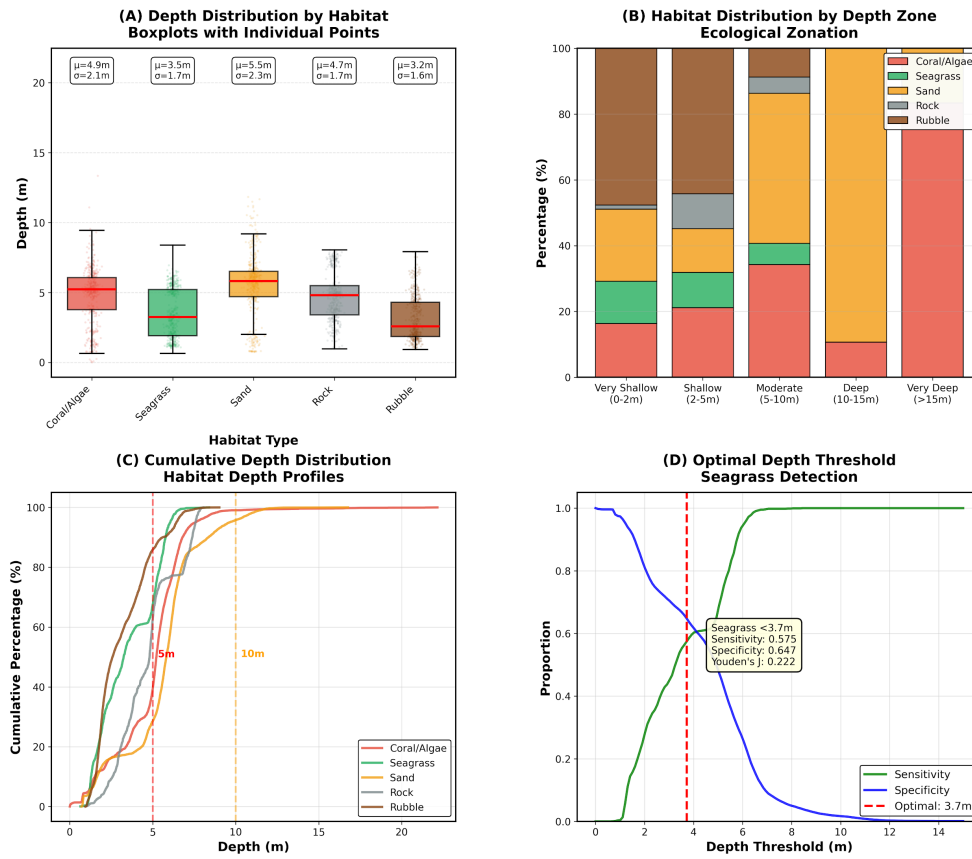 (A) Depth Distribution by Habitat
Boxplots with Individual Points
μ=4.9m
σ=2.1m
μ=3.5m
σ=1.7m
μ=5.5m
σ=2.3m
μ=4.7m
σ=1.7m
μ=3.2m
σ=1.6m
Depth (m)
20
15
10
5
0
Coral/Algae
Seagrass
Sand
Rock
Rubble
Habitat Type
(B) Habitat Distribution by Depth Zone
Ecological Zonation
Percentage (%)
100
80
60
40
20
0
Coral/Algae
Seagrass
Sand
Rock
Rubble
Very Shallow
(0-2m)
Shallow
(2-5m)
Moderate
(5-10m)
Deep
(10-15m)
Very Deep
(>15m)
(C) Cumulative Depth Distribution
Habitat Depth Profiles
Cumulative Percentage (%)
100
80
60
40
20
0
5m
10m
Coral/Algae
Seagrass
Sand
Rock
Rubble
0
5
10
15
20
Depth (m)
(D) Optimal Depth Threshold
Seagrass Detection
Proportion
1.0
0.8
0.6
0.4
0.2
0.0
Seagrass <3.7m
Sensitivity: 0.575
Specificity: 0.647
Youden's J: 0.222
Sensitivity
Specificity
Optimal: 3.7m
0
2
4
6
8
10
12
14
Depth Threshold (m)